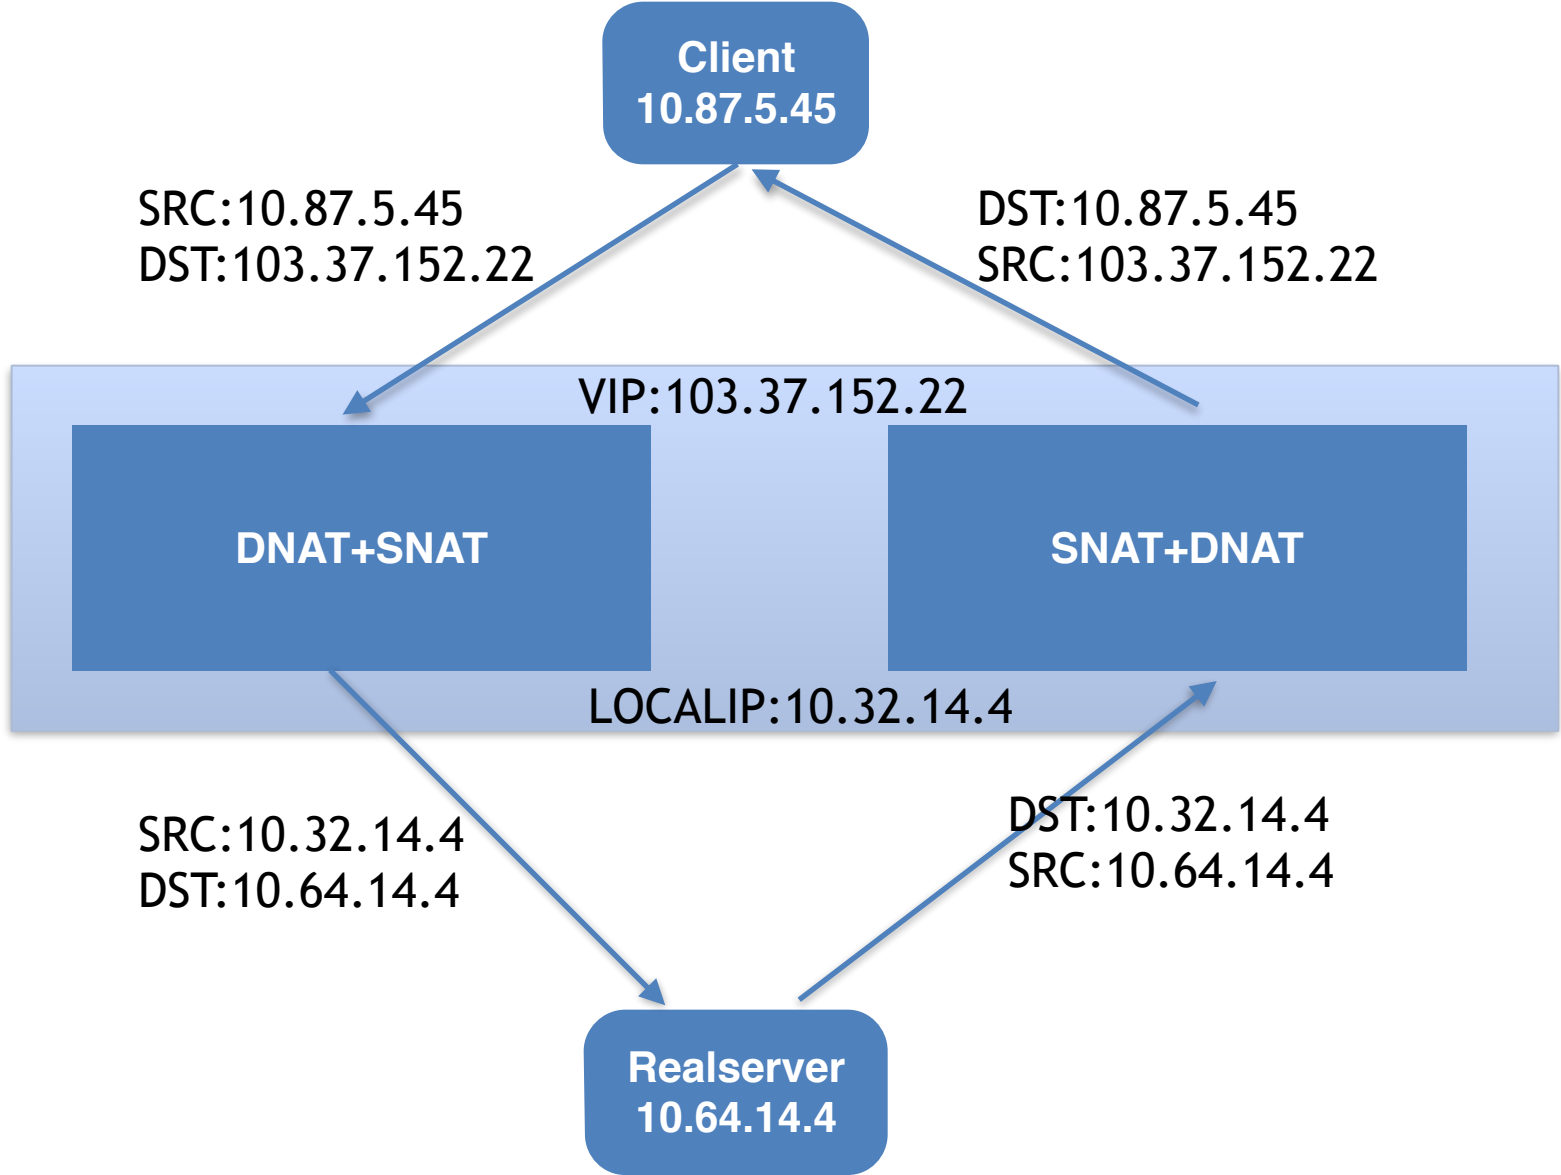 Client
10.87.5.45
SRC:10.87.5.45
DST:103.37.152.22
DST:10.87.5.45
SRC:103.37.152.22
VIP:103.37.152.22
DNAT+SNAT
SNAT+DNAT
LOCALIP:10.32.14.4
SRC:10.32.14.4
DST:10.64.14.4
DST:10.32.14.4
SRC:10.64.14.4
Realserver
10.64.14.4